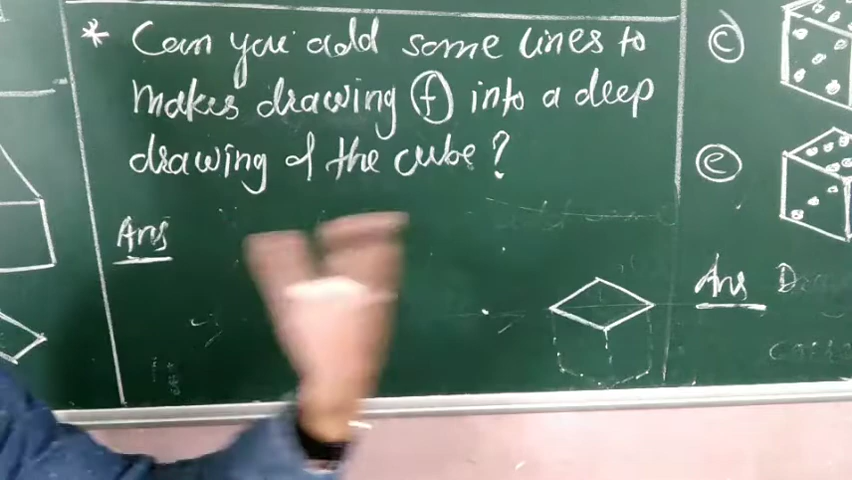 * Can you add some lines to
makes drawing (f) into a deep
drawing of the cube?
Ans
(c)
(e)
Ans